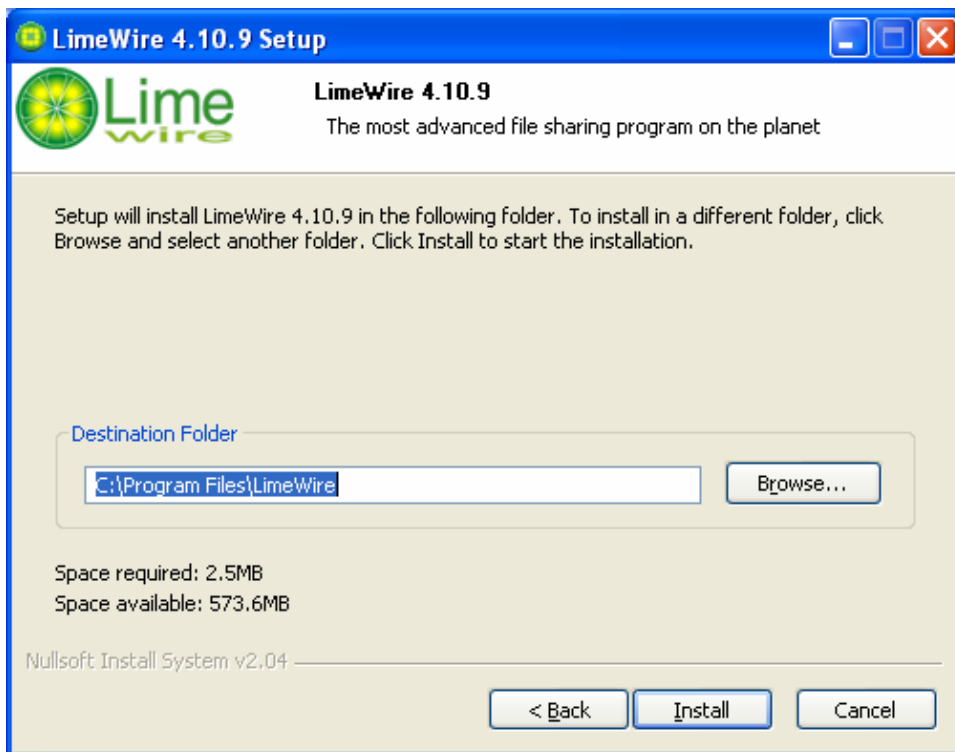 LimeWire 4.10.9 Setup
Lime
wire
LimeWire 4.10.9
The most advanced file sharing program on the planet
Setup will install LimeWire 4.10.9 in the following folder. To install in a different folder, click
Browse and select another folder. Click Install to start the installation.
Destination Folder
C:\Program Files\LimeWire
Browse...
Space required: 2.5MB
Space available: 573.6MB
Nullsoft Install System v2.04
< Back
Install
Cancel